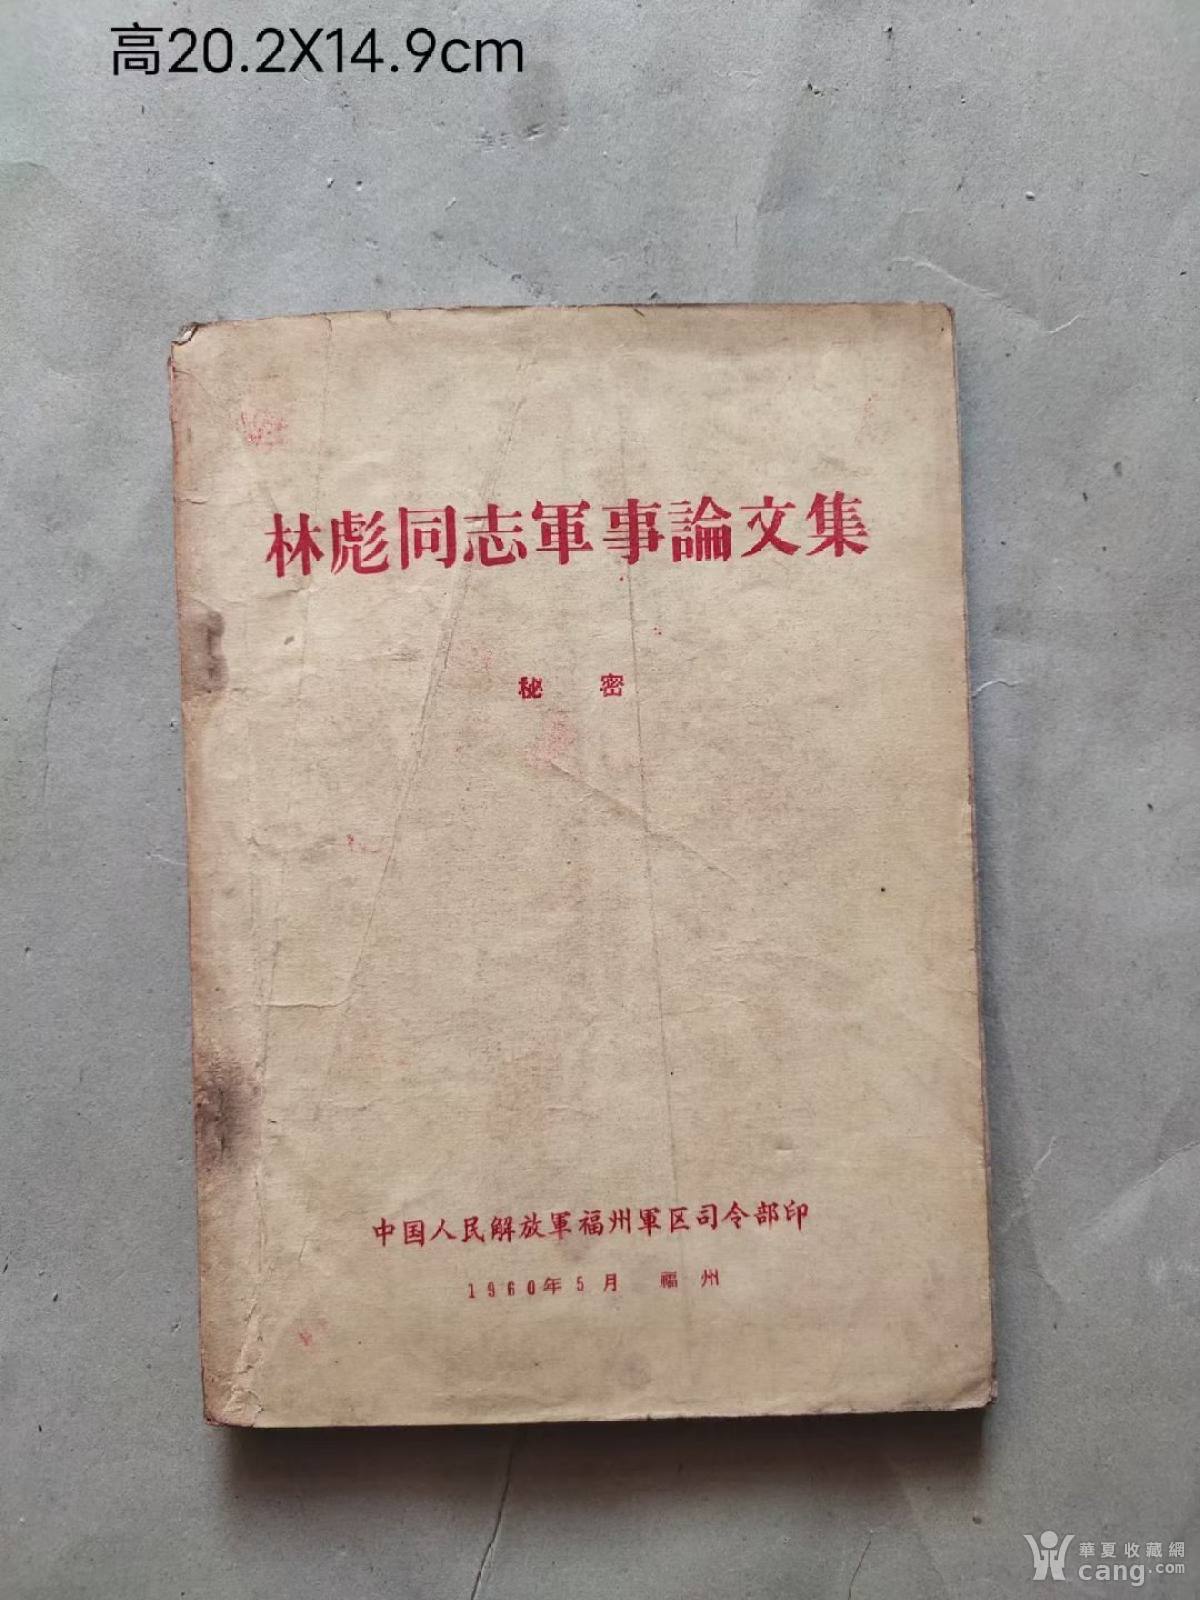 高20.2X14.9cm
林彪同志軍事論文集
秘密
中国人民解放軍福州軍区司令部印
1960年5月 福州
華夏收藏網
cang.com